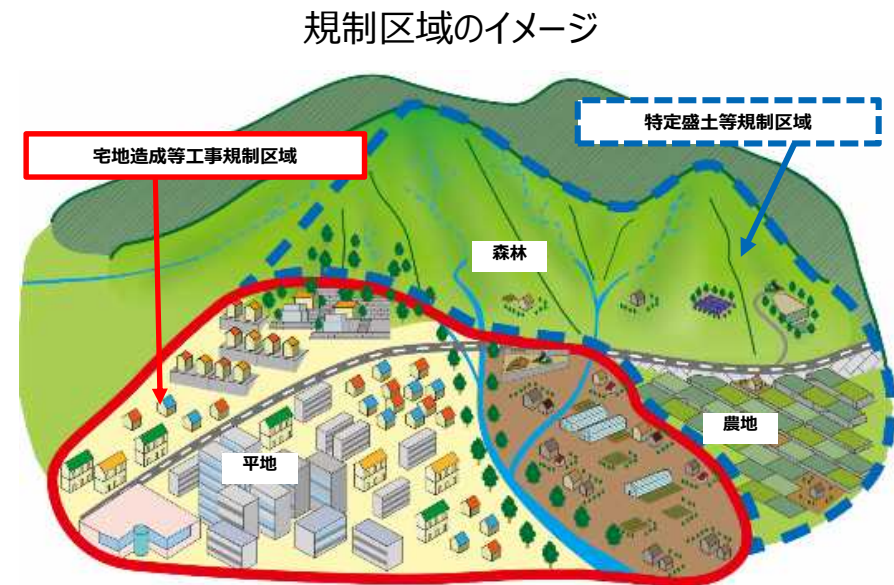 規制区域のイメージ
特定盛土等規制区域
宅地造成等工事規制区域
森林
農地
平地